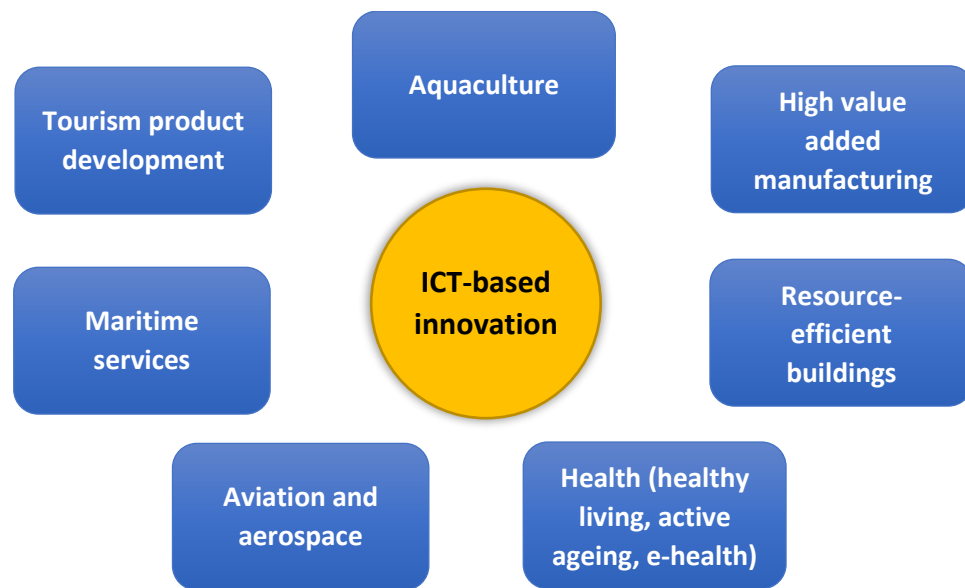 Aquaculture
Tourism product
development
High value
added
manufacturing
ICT-based
innovation
Maritime
services
Resource-
efficient
buildings
Aviation and
aerospace
Health (healthy
living, active
ageing, e-health)